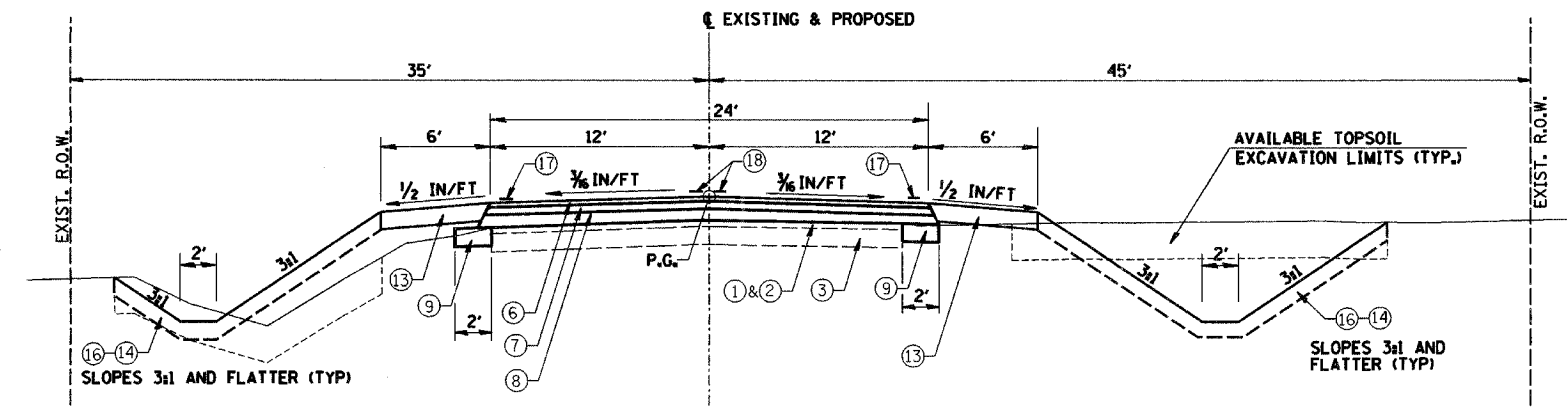 ℄ EXISTING & PROPOSED
35'
45'
24'
6'
12'
12'
6'
EXIST. R.O.W.
EXIST. R.O.W.
AVAILABLE TOPSOIL
EXCAVATION LIMITS (TYP.)
17
18
17
1/2 IN/FT
3/16 IN/FT
3/16 IN/FT
1/2 IN/FT
2'
3:1
3:1
13
9
2'
6
7
8
P.G.
1 & 2
3
9
2'
13
3:1
2'
3:1
16 14
SLOPES 3:1 AND FLATTER (TYP)
16 14
SLOPES 3:1 AND
FLATTER (TYP)